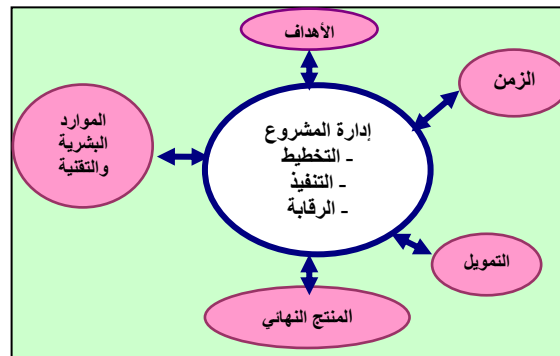 الأهداف
الزمن
الموارد
البشرية
والتقنية
إدارة المشروع
- التخطيط
- التنفيذ
- الرقابة
التمويل
المنتج النهائي